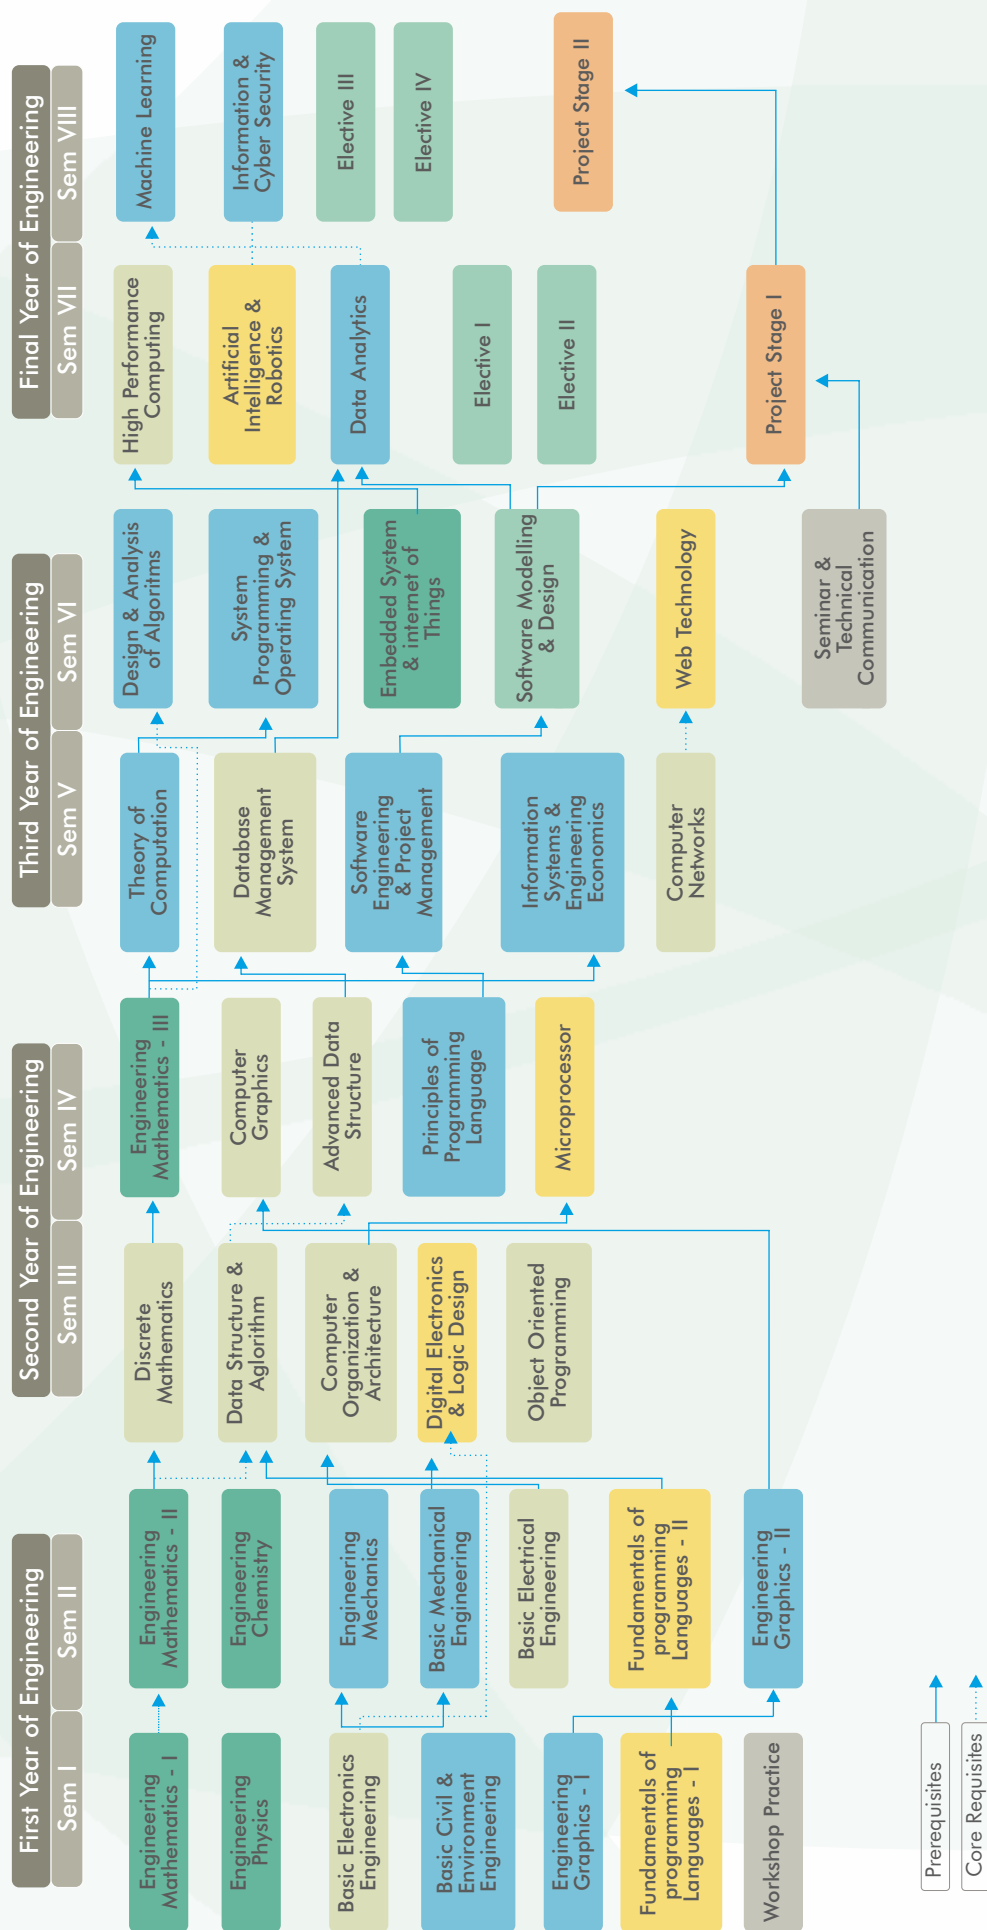 First Year of Engineering
Second Year of Engineering
Third Year of Engineering
Final Year of Engineering
Sem I
Sem II
Sem III
Sem IV
Sem V
Sem VI
Sem VII
Sem VIII
Engineering
Mathematics - I
Engineering
Physics
Basic Electronics
Engineering
Basic Civil &
Environment
Engineering
Engineering
Graphics - I
Fundamentals of
programming
Languages - I
Workshop Practice
Engineering
Mathematics - II
Engineering
Chemistry
Engineering
Mechanics
Basic Mechanical
Engineering
Basic Electrical
Engineering
Fundamentals of
programming
Languages - II
Engineering
Graphics - II
Discrete
Mathematics
Data Structure &
Aglorithm
Computer
Organization &
Architecture
Digital Electronics
& Logic Design
Object Oriented
Programming
Engineering
Mathematics - III
Computer
Graphics
Advanced Data
Structure
Principles of
Programming
Language
Microprocessor
Theory of
Computation
Database
Management
System
Software
Engineering
& Project
Management
Information
Systems &
Engineering
Economics
Computer
Networks
Design & Analysis
of Algoritms
System
Programming &
Operating System
Embedded System
& internet of
Things
Software Modelling
& Design
Web Technology
Seminar &
Technical
Communication
High Performance
Computing
Artificial
Intelligence &
Robotics
Data Analytics
Elective I
Elective II
Project Stage I
Machine Learning
Information &
Cyber Security
Elective III
Elective IV
Project Stage II
Prerequisites
Core Requisites